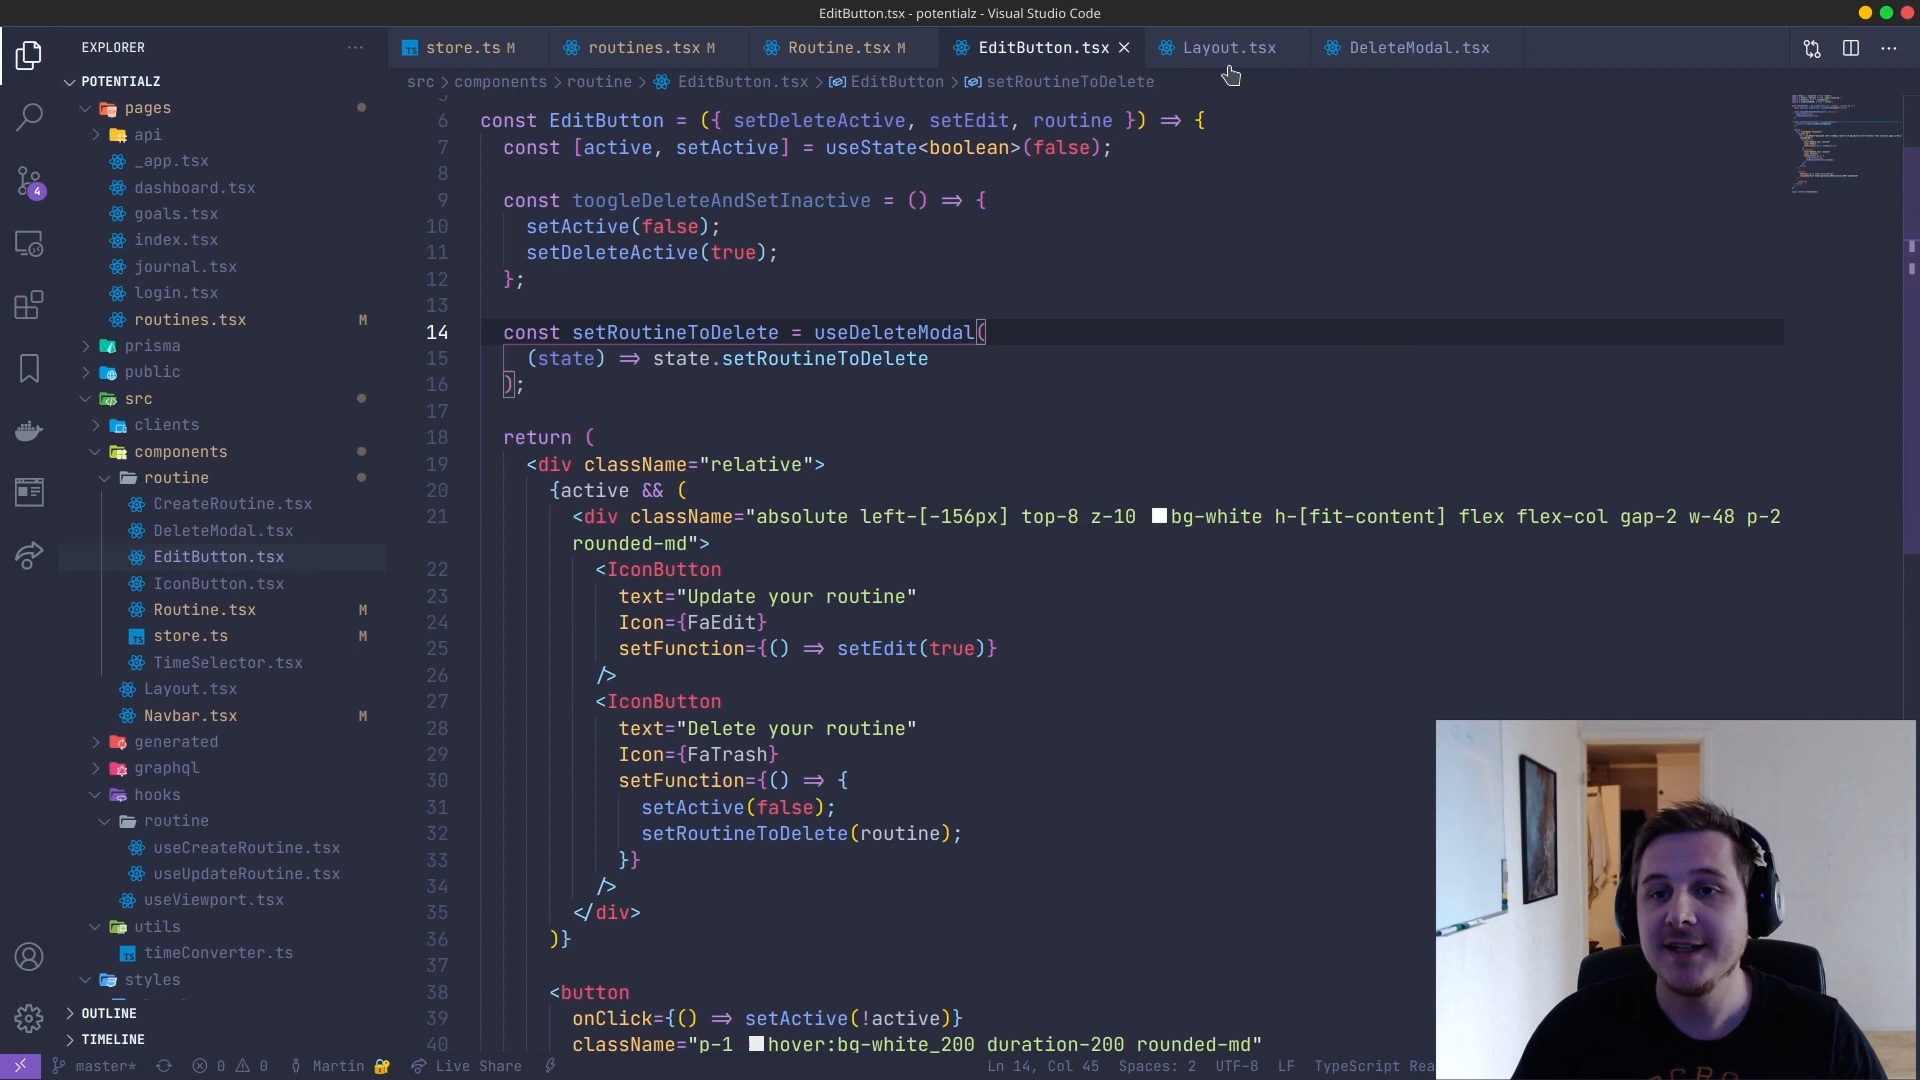 EditButton.tsx - potentialz - Visual Studio Code
EXPLORER
store.ts M
routines.tsx M
Routine.tsx M
EditButton.tsx
Layout.tsx
DeleteModal.tsx
POTENTIALZ
src > components > routine > EditButton.tsx > EditButton > setRoutineToDelete
pages
api
_app.tsx
dashboard.tsx
goals.tsx
index.tsx
journal.tsx
login.tsx
routines.tsx M
prisma
public
src
clients
components
routine
CreateRoutine.tsx
DeleteModal.tsx
EditButton.tsx
IconButton.tsx
Routine.tsx M
store.ts M
TimeSelector.tsx
Layout.tsx
Navbar.tsx M
generated
graphql
hooks
routine
useCreateRoutine.tsx
useUpdateRoutine.tsx
useViewport.tsx
utils
timeConverter.ts
styles
OUTLINE
TIMELINE
4
6 const EditButton = ({ setDeleteActive, setEdit, routine }) => {
7 const [active, setActive] = useState<boolean>(false);
8
9 const toogleDeleteAndSetInactive = () => {
10 setActive(false);
11 setDeleteActive(true);
12 };
13
14 const setRoutineToDelete = useDeleteModal(
15 (state) => state.setRoutineToDelete
16 );
17
18 return (
19 <div className="relative">
20 {active && (
21 <div className="absolute left-[-156px] top-8 z-10 bg-white h-[fit-content] flex flex-col gap-2 w-48 p-2
rounded-md">
22 <IconButton
23 text="Update your routine"
24 Icon={FaEdit}
25 setFunction={() => setEdit(true)}
26 />
27 <IconButton
28 text="Delete your routine"
29 Icon={FaTrash}
30 setFunction={() => {
31 setActive(false);
32 setRoutineToDelete(routine);
33 }}
34 />
35 </div>
36 )}
37
38 <button
39 onClick={() => setActive(!active)}
40 className="p-1 hover:bg-white_200 duration-200 rounded-md"
master* 0 0 Martin Live Share Ln 14, Col 45 Spaces: 2 UTF-8 LF TypeScript Rea